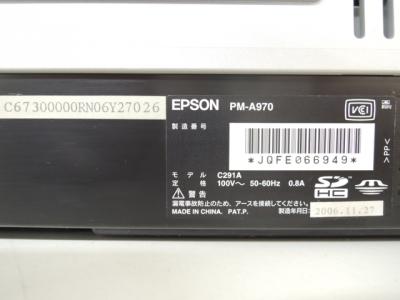 C67300000RN06Y27026
EPSON PM-A970
VCCI
製造番号
*JQFE066949*
>PP<
モデル C291A
定格 100V～ 50-60Hz 0.8A
SD HC
⚠警告
漏電事故防止のため、アースを接続してください。
MADE IN CHINA. PAT.P. 製造年月日: 2006.11.27